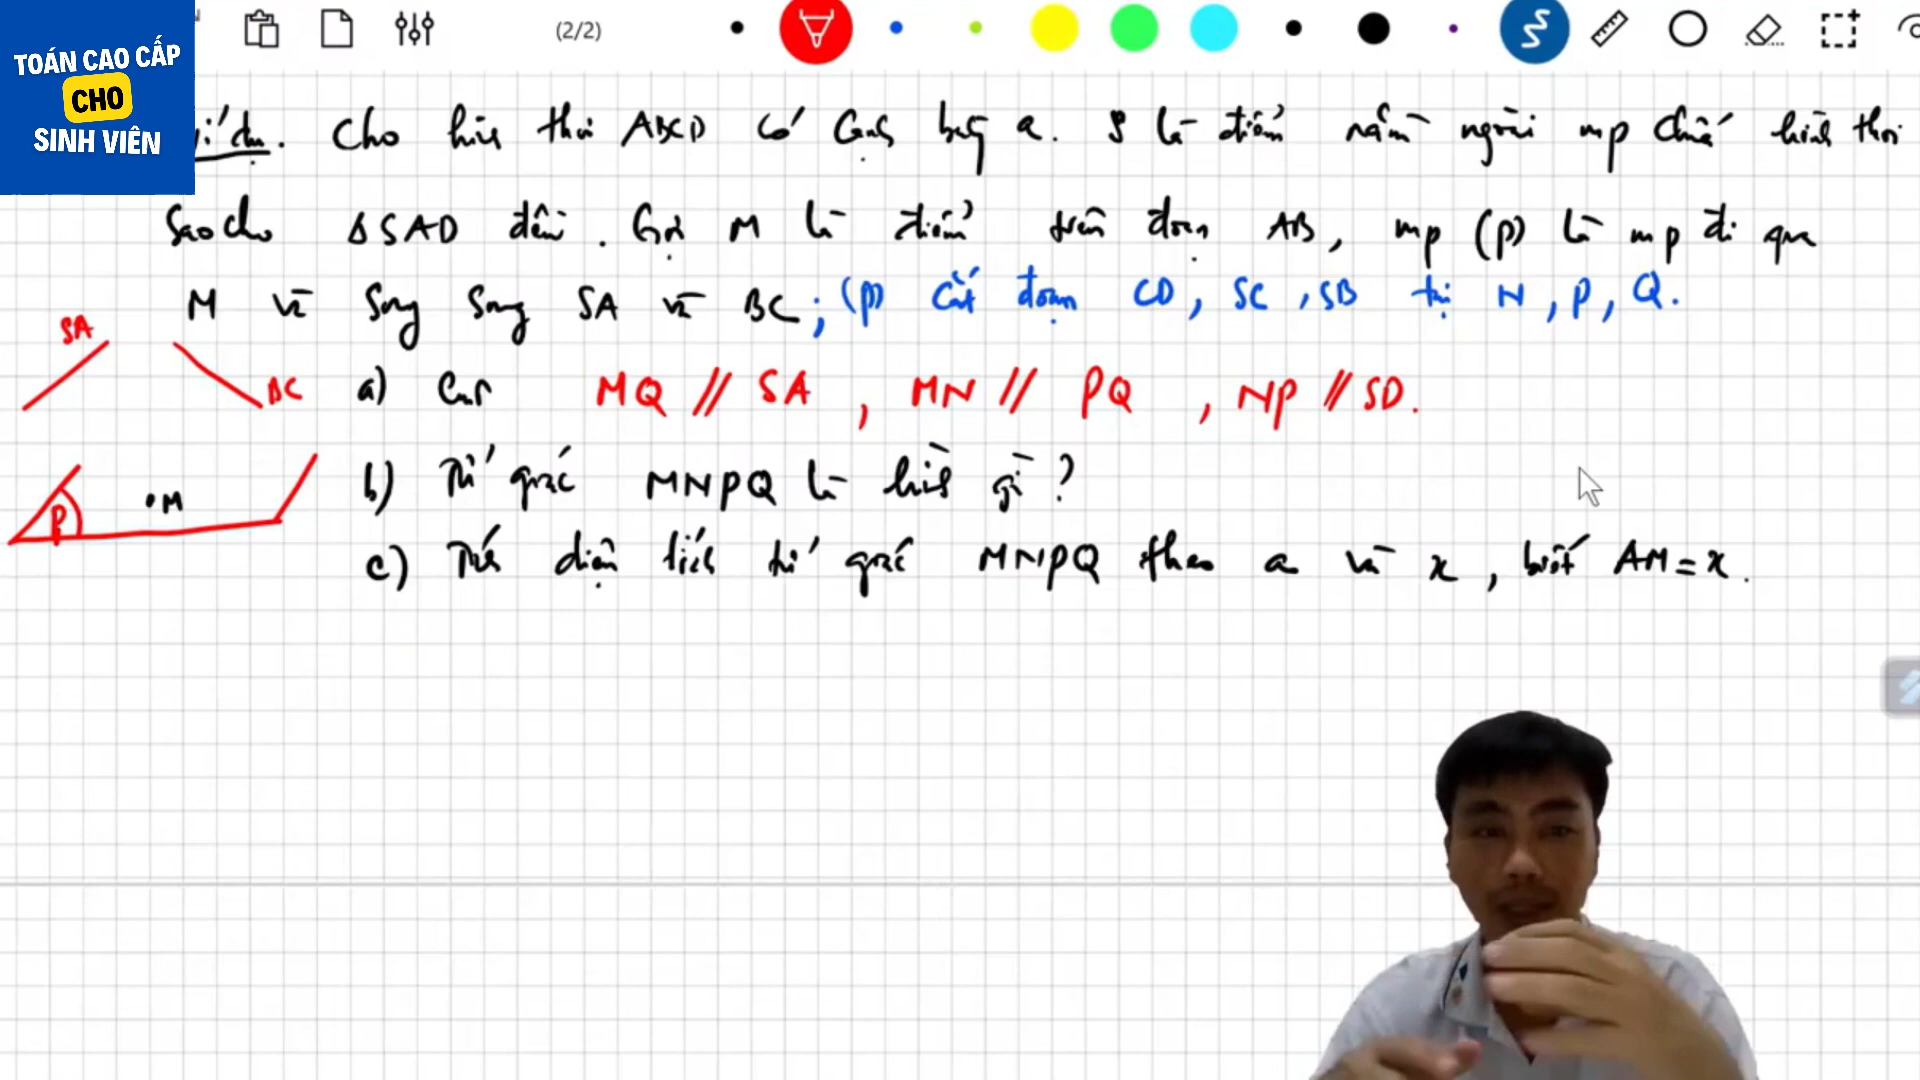 TOÁN CAO CẤP
CHO
SINH VIÊN
(2/2)
Ví dụ. Cho hình thoi ABCD có cạnh bằng a. S là điểm nằm ngoài mp chứa hình thoi
sao cho ΔSAD đều. Gọi M là điểm trên đoạn AB, mp (P) là mp đi qua
M và song song SA và BC; (P) cắt đoạn CD, SC, SB tại N, P, Q.
SA
BC
a) CMR MQ // SA, MN // PQ, NP // SD.
P
M
b) Tứ giác MNPQ là hình gì?
c) Tính diện tích tứ giác MNPQ theo a và x, biết AM = x.